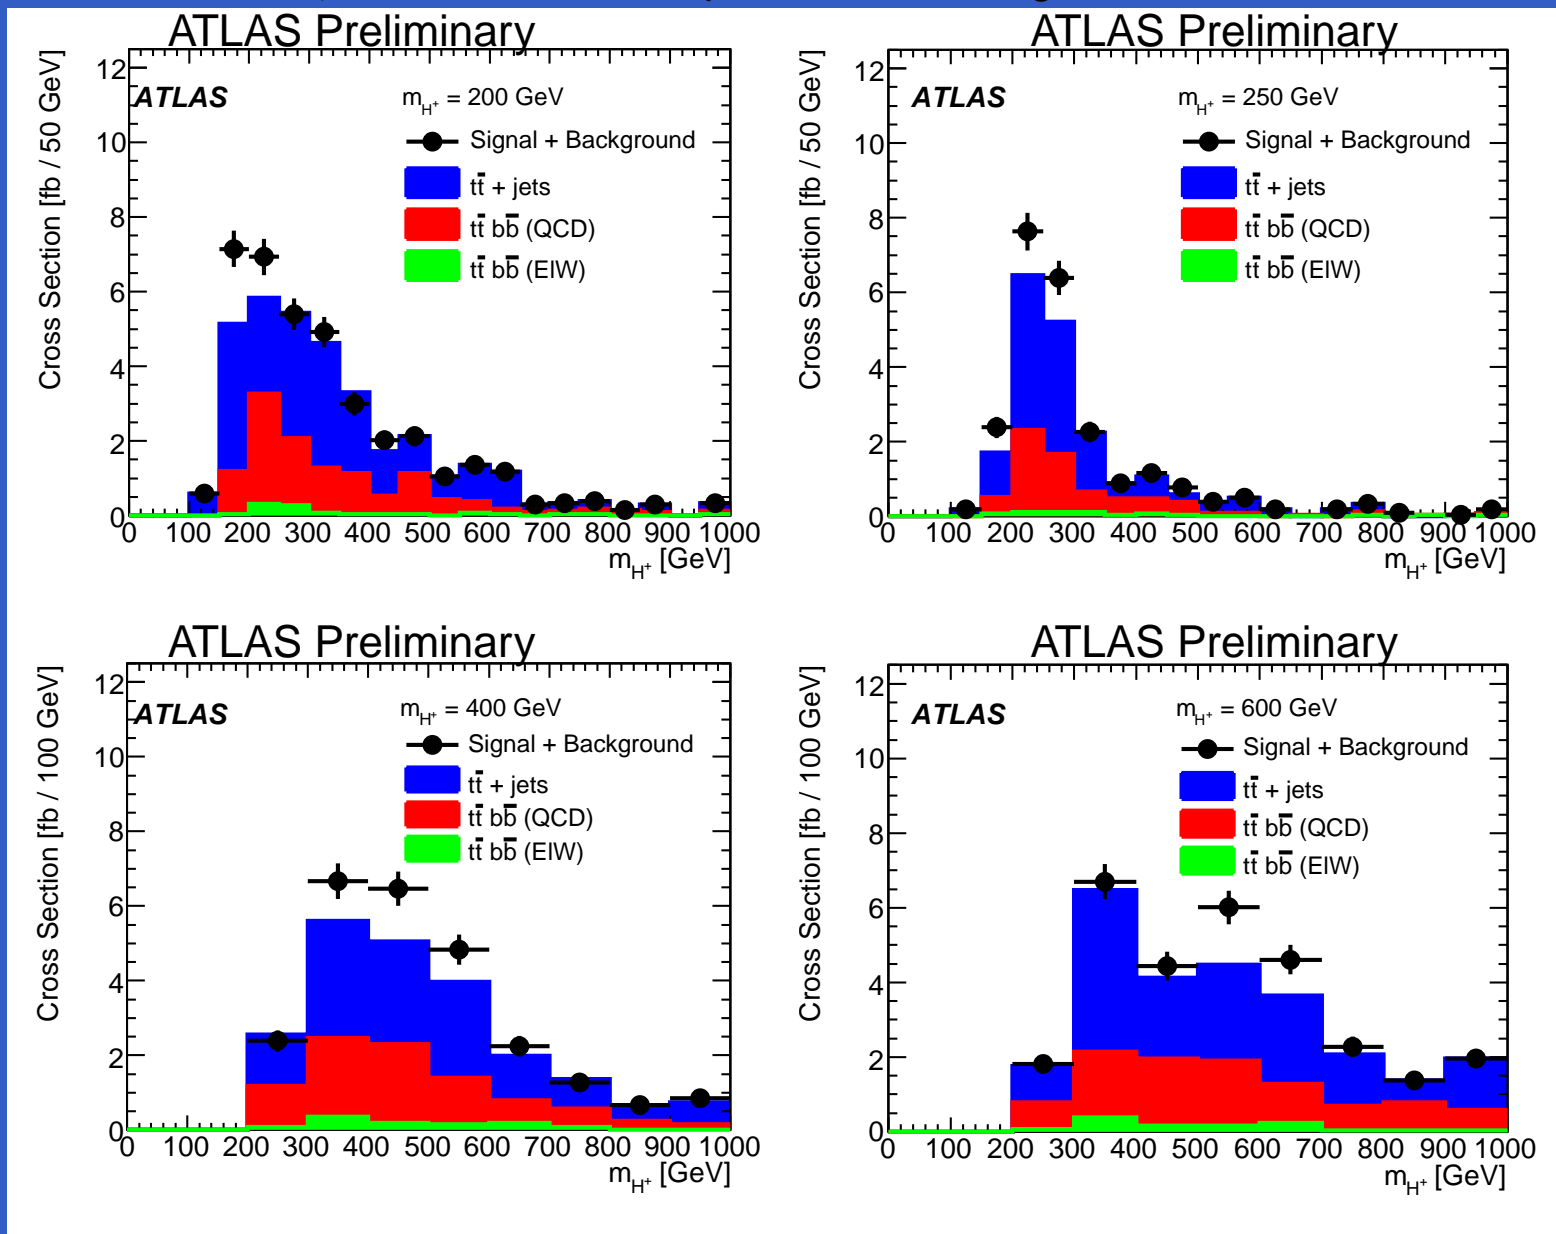 ATLAS Preliminary
Cross Section [fb / 50 GeV]
12
10
8
6
4
2
0
ATLAS
m_H+ = 200 GeV
Signal + Background
tt̄ + jets
tt̄ bb̄ (QCD)
tt̄ bb̄ (ElW)
0 100 200 300 400 500 600 700 800 900 1000
m_H+ [GeV]
ATLAS Preliminary
Cross Section [fb / 50 GeV]
12
10
8
6
4
2
0
ATLAS
m_H+ = 250 GeV
Signal + Background
tt̄ + jets
tt̄ bb̄ (QCD)
tt̄ bb̄ (ElW)
0 100 200 300 400 500 600 700 800 900 1000
m_H+ [GeV]
ATLAS Preliminary
Cross Section [fb / 100 GeV]
12
10
8
6
4
2
0
ATLAS
m_H+ = 400 GeV
Signal + Background
tt̄ + jets
tt̄ bb̄ (QCD)
tt̄ bb̄ (ElW)
0 100 200 300 400 500 600 700 800 900 1000
m_H+ [GeV]
ATLAS Preliminary
Cross Section [fb / 100 GeV]
12
10
8
6
4
2
0
ATLAS
m_H+ = 600 GeV
Signal + Background
tt̄ + jets
tt̄ bb̄ (QCD)
tt̄ bb̄ (ElW)
0 100 200 300 400 500 600 700 800 900 1000
m_H+ [GeV]